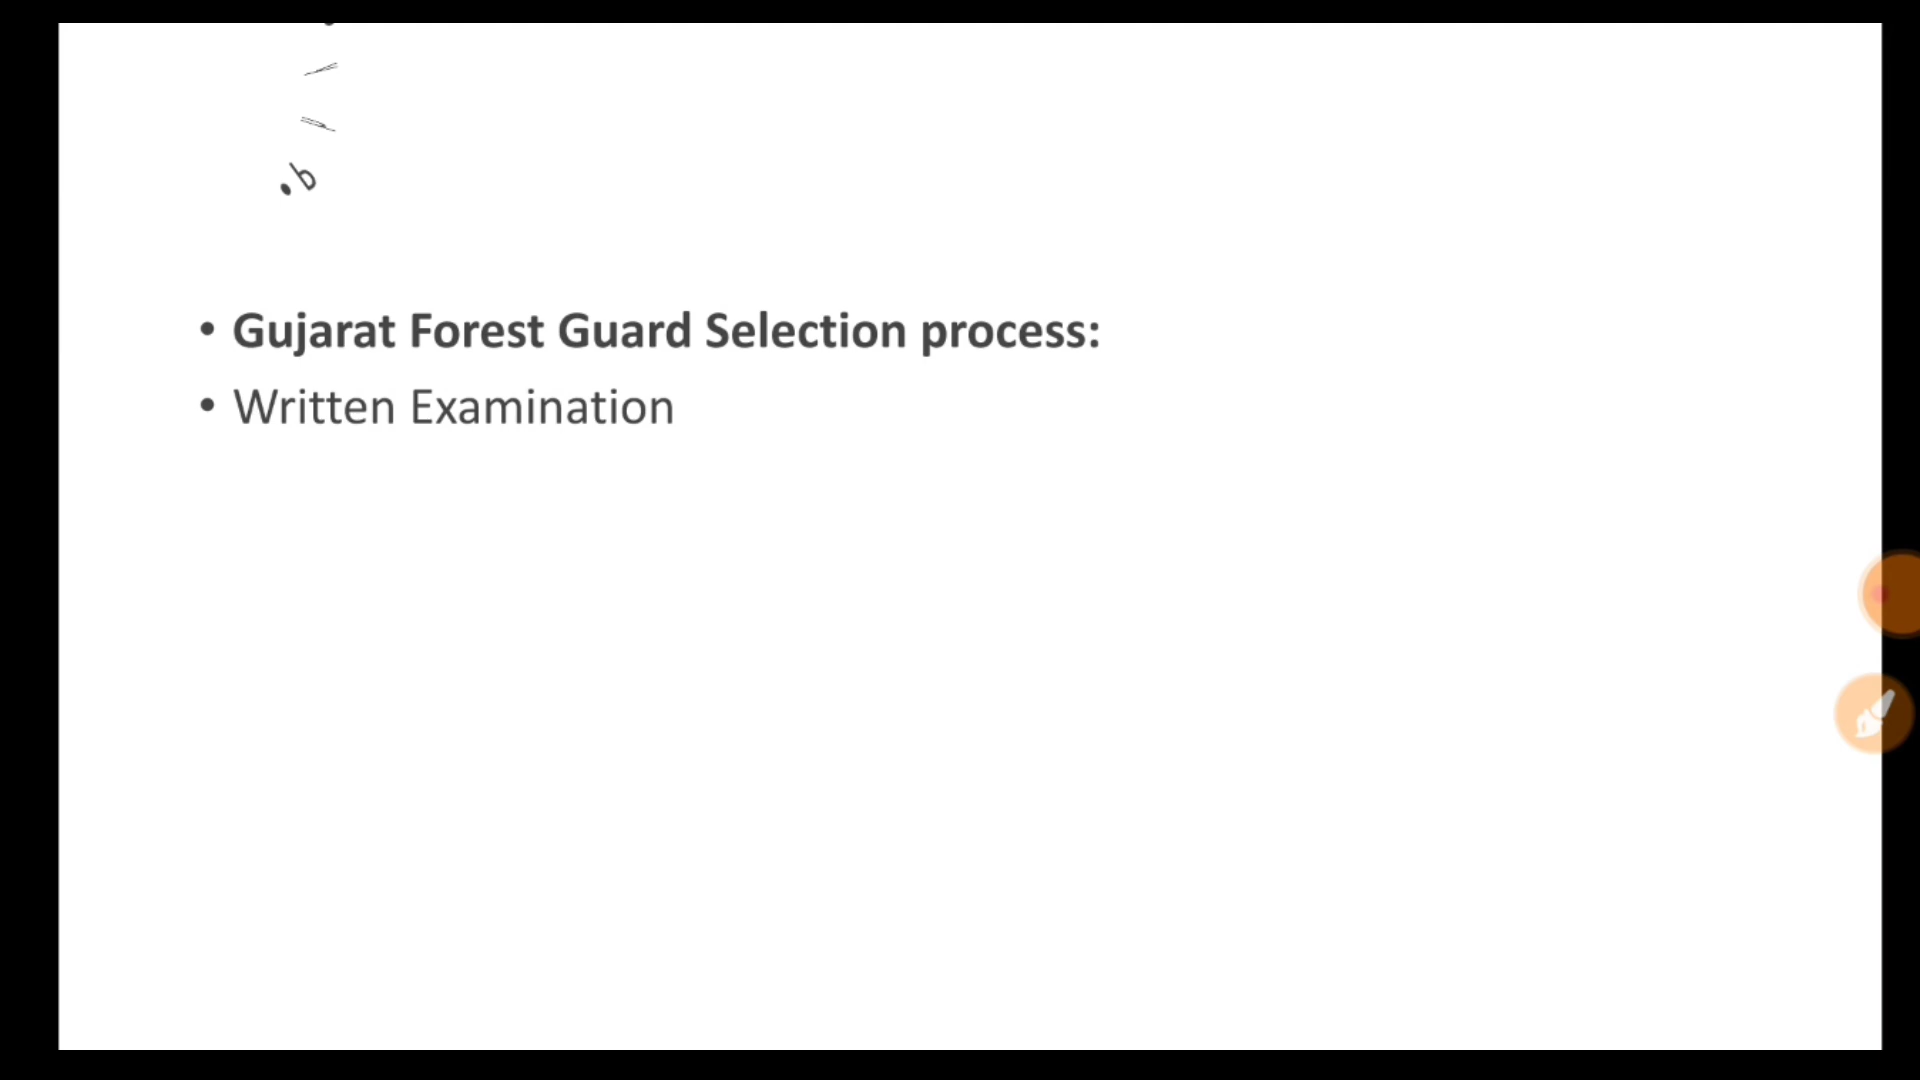 • Gujarat Forest Guard Selection process:
• Written Examination